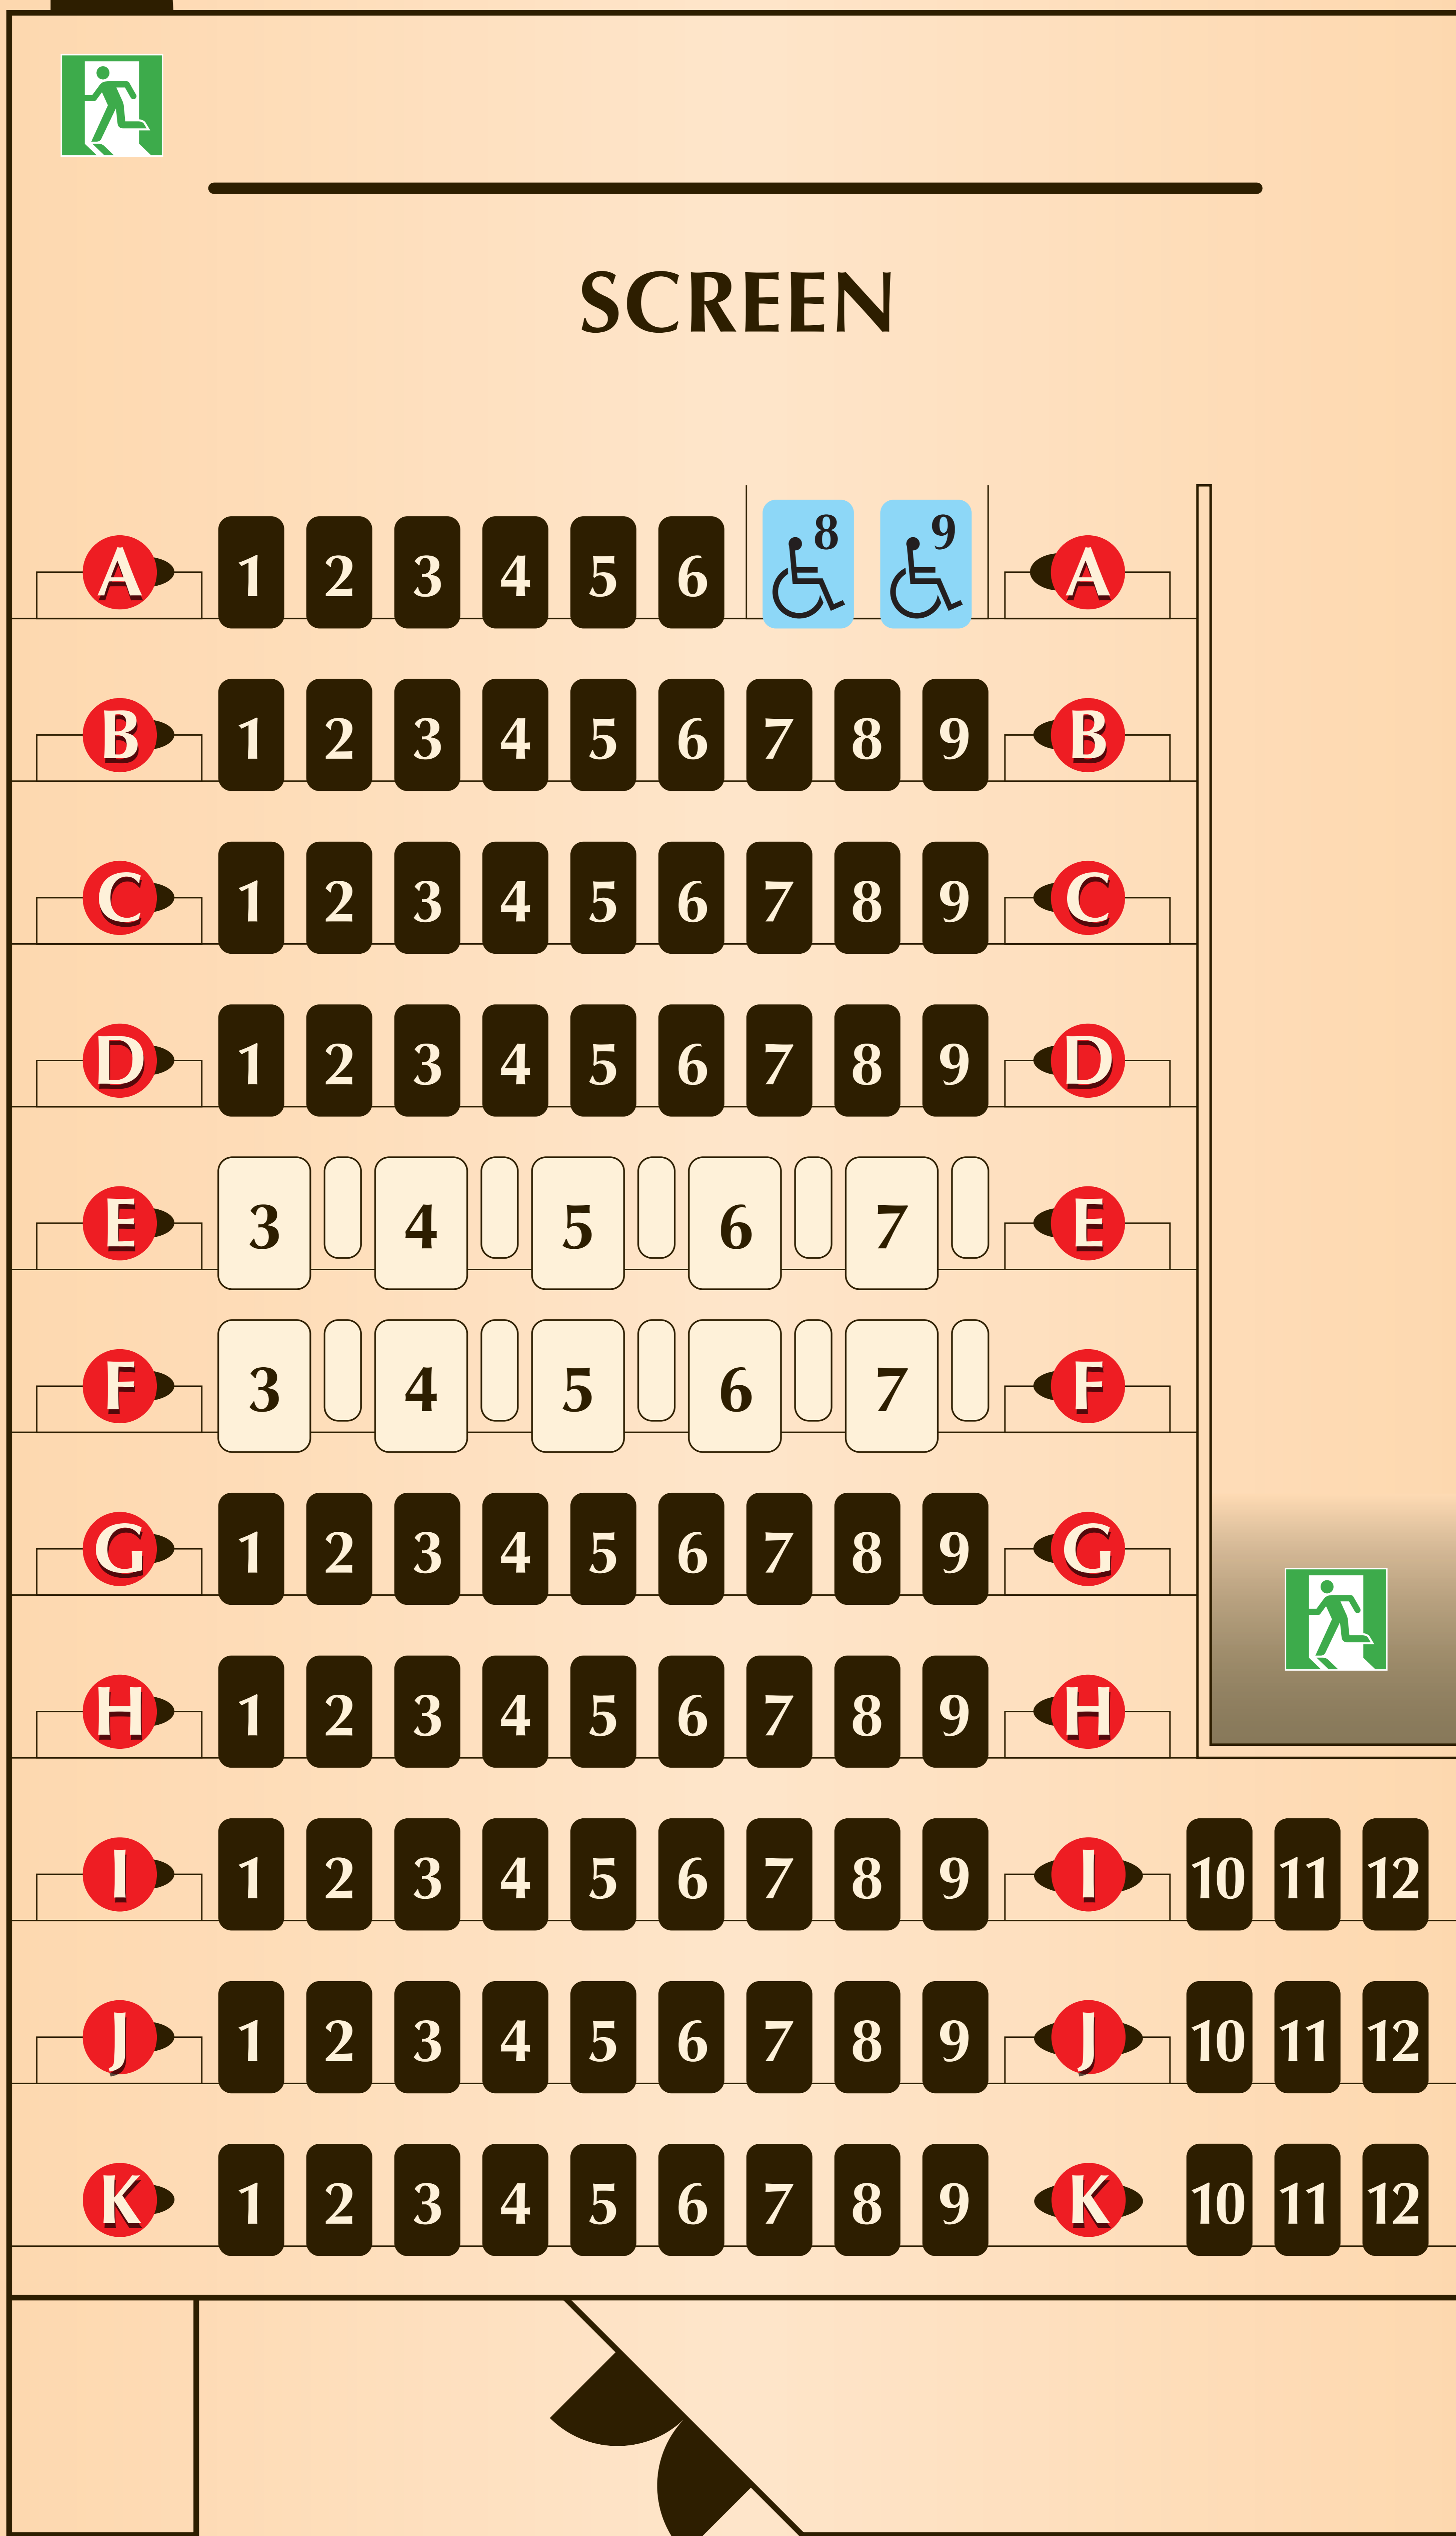 SCREEN
A 1 2 3 4 5 6 8 9 A
B 1 2 3 4 5 6 7 8 9 B
C 1 2 3 4 5 6 7 8 9 C
D 1 2 3 4 5 6 7 8 9 D
E 3 4 5 6 7 E
F 3 4 5 6 7 F
G 1 2 3 4 5 6 7 8 9 G
H 1 2 3 4 5 6 7 8 9 H
I 1 2 3 4 5 6 7 8 9 I 10 11 12
J 1 2 3 4 5 6 7 8 9 J 10 11 12
K 1 2 3 4 5 6 7 8 9 K 10 11 12